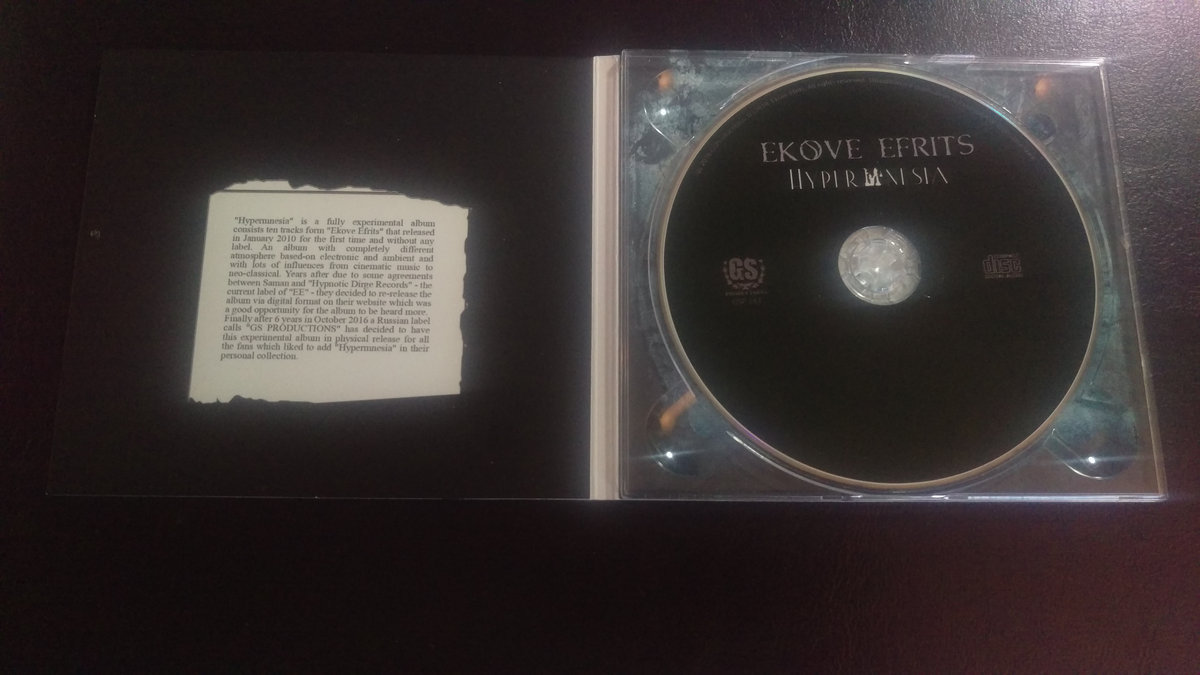 "Hypermnesia" is a fully experimental album
consists ten tracks form "Ekove Efrits" that released
in January 2010 for the first time and without any
label. An album with completely different
atmosphere based-on electronic and ambient and
with lots of influences from cinematic music to
neo-classical. Years after due to some agreements
between Saman and "Hypnotic Dirge Records" - the
current label of "EE" - they decided to re-release the
album via digital format on their website which was
a good opportunity for the album to be heard more.
Finally after 6 years in October 2016 a Russian label
calls "GS PRODUCTIONS" has decided to have
this experimental album in physical release for all
the fans which liked to add "Hypermnesia" in their
personal collection.
EKOVE EFRITS
HYPERMNESIA
GS
disc